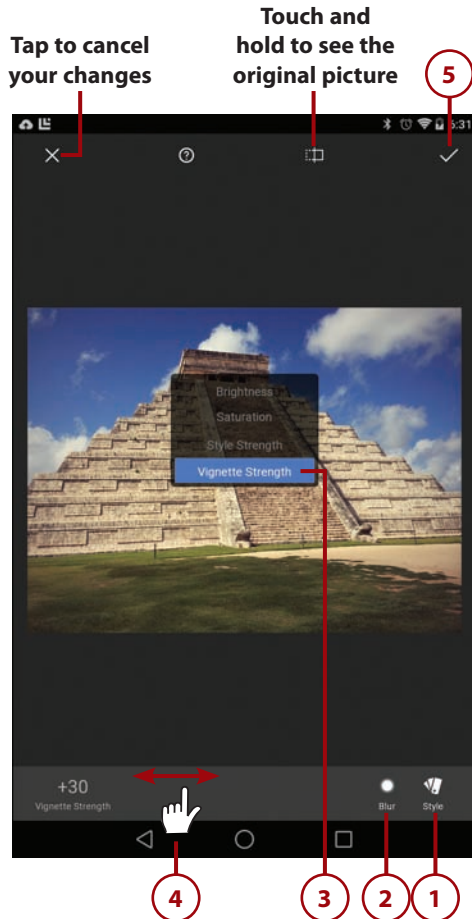 Touch and
hold to see the
original picture
Tap to cancel
your changes
5
6:31
Brightness
Saturation
Style Strength
Vignette Strength
+30
Vignette Strength
Blur
Style
4
3
2
1